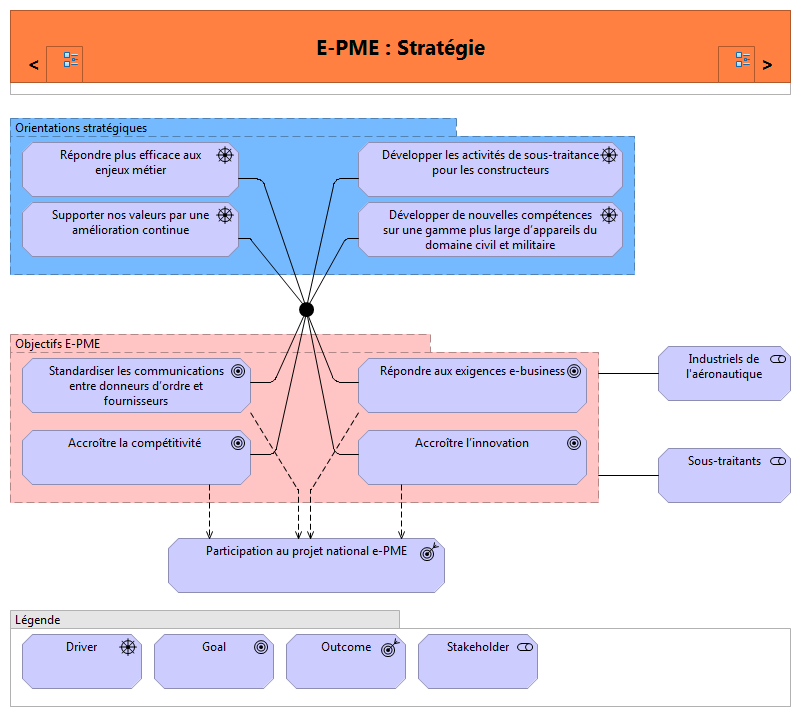 E-PME : Stratégie
<
>
Orientations stratégiques
Répondre plus efficace aux
enjeux métier
Développer les activités de sous-traitance
pour les constructeurs
Supporter nos valeurs par une
amélioration continue
Développer de nouvelles compétences
sur une gamme plus large d'appareils du
domaine civil et militaire
Objectifs E-PME
Standardiser les communications
entre donneurs d'ordre et
fournisseurs
Répondre aux exigences e-business
Industriels de
l'aéronautique
Accroître la compétitivité
Accroître l'innovation
Sous-traitants
Participation au projet national e-PME
Légende
Driver
Goal
Outcome
Stakeholder